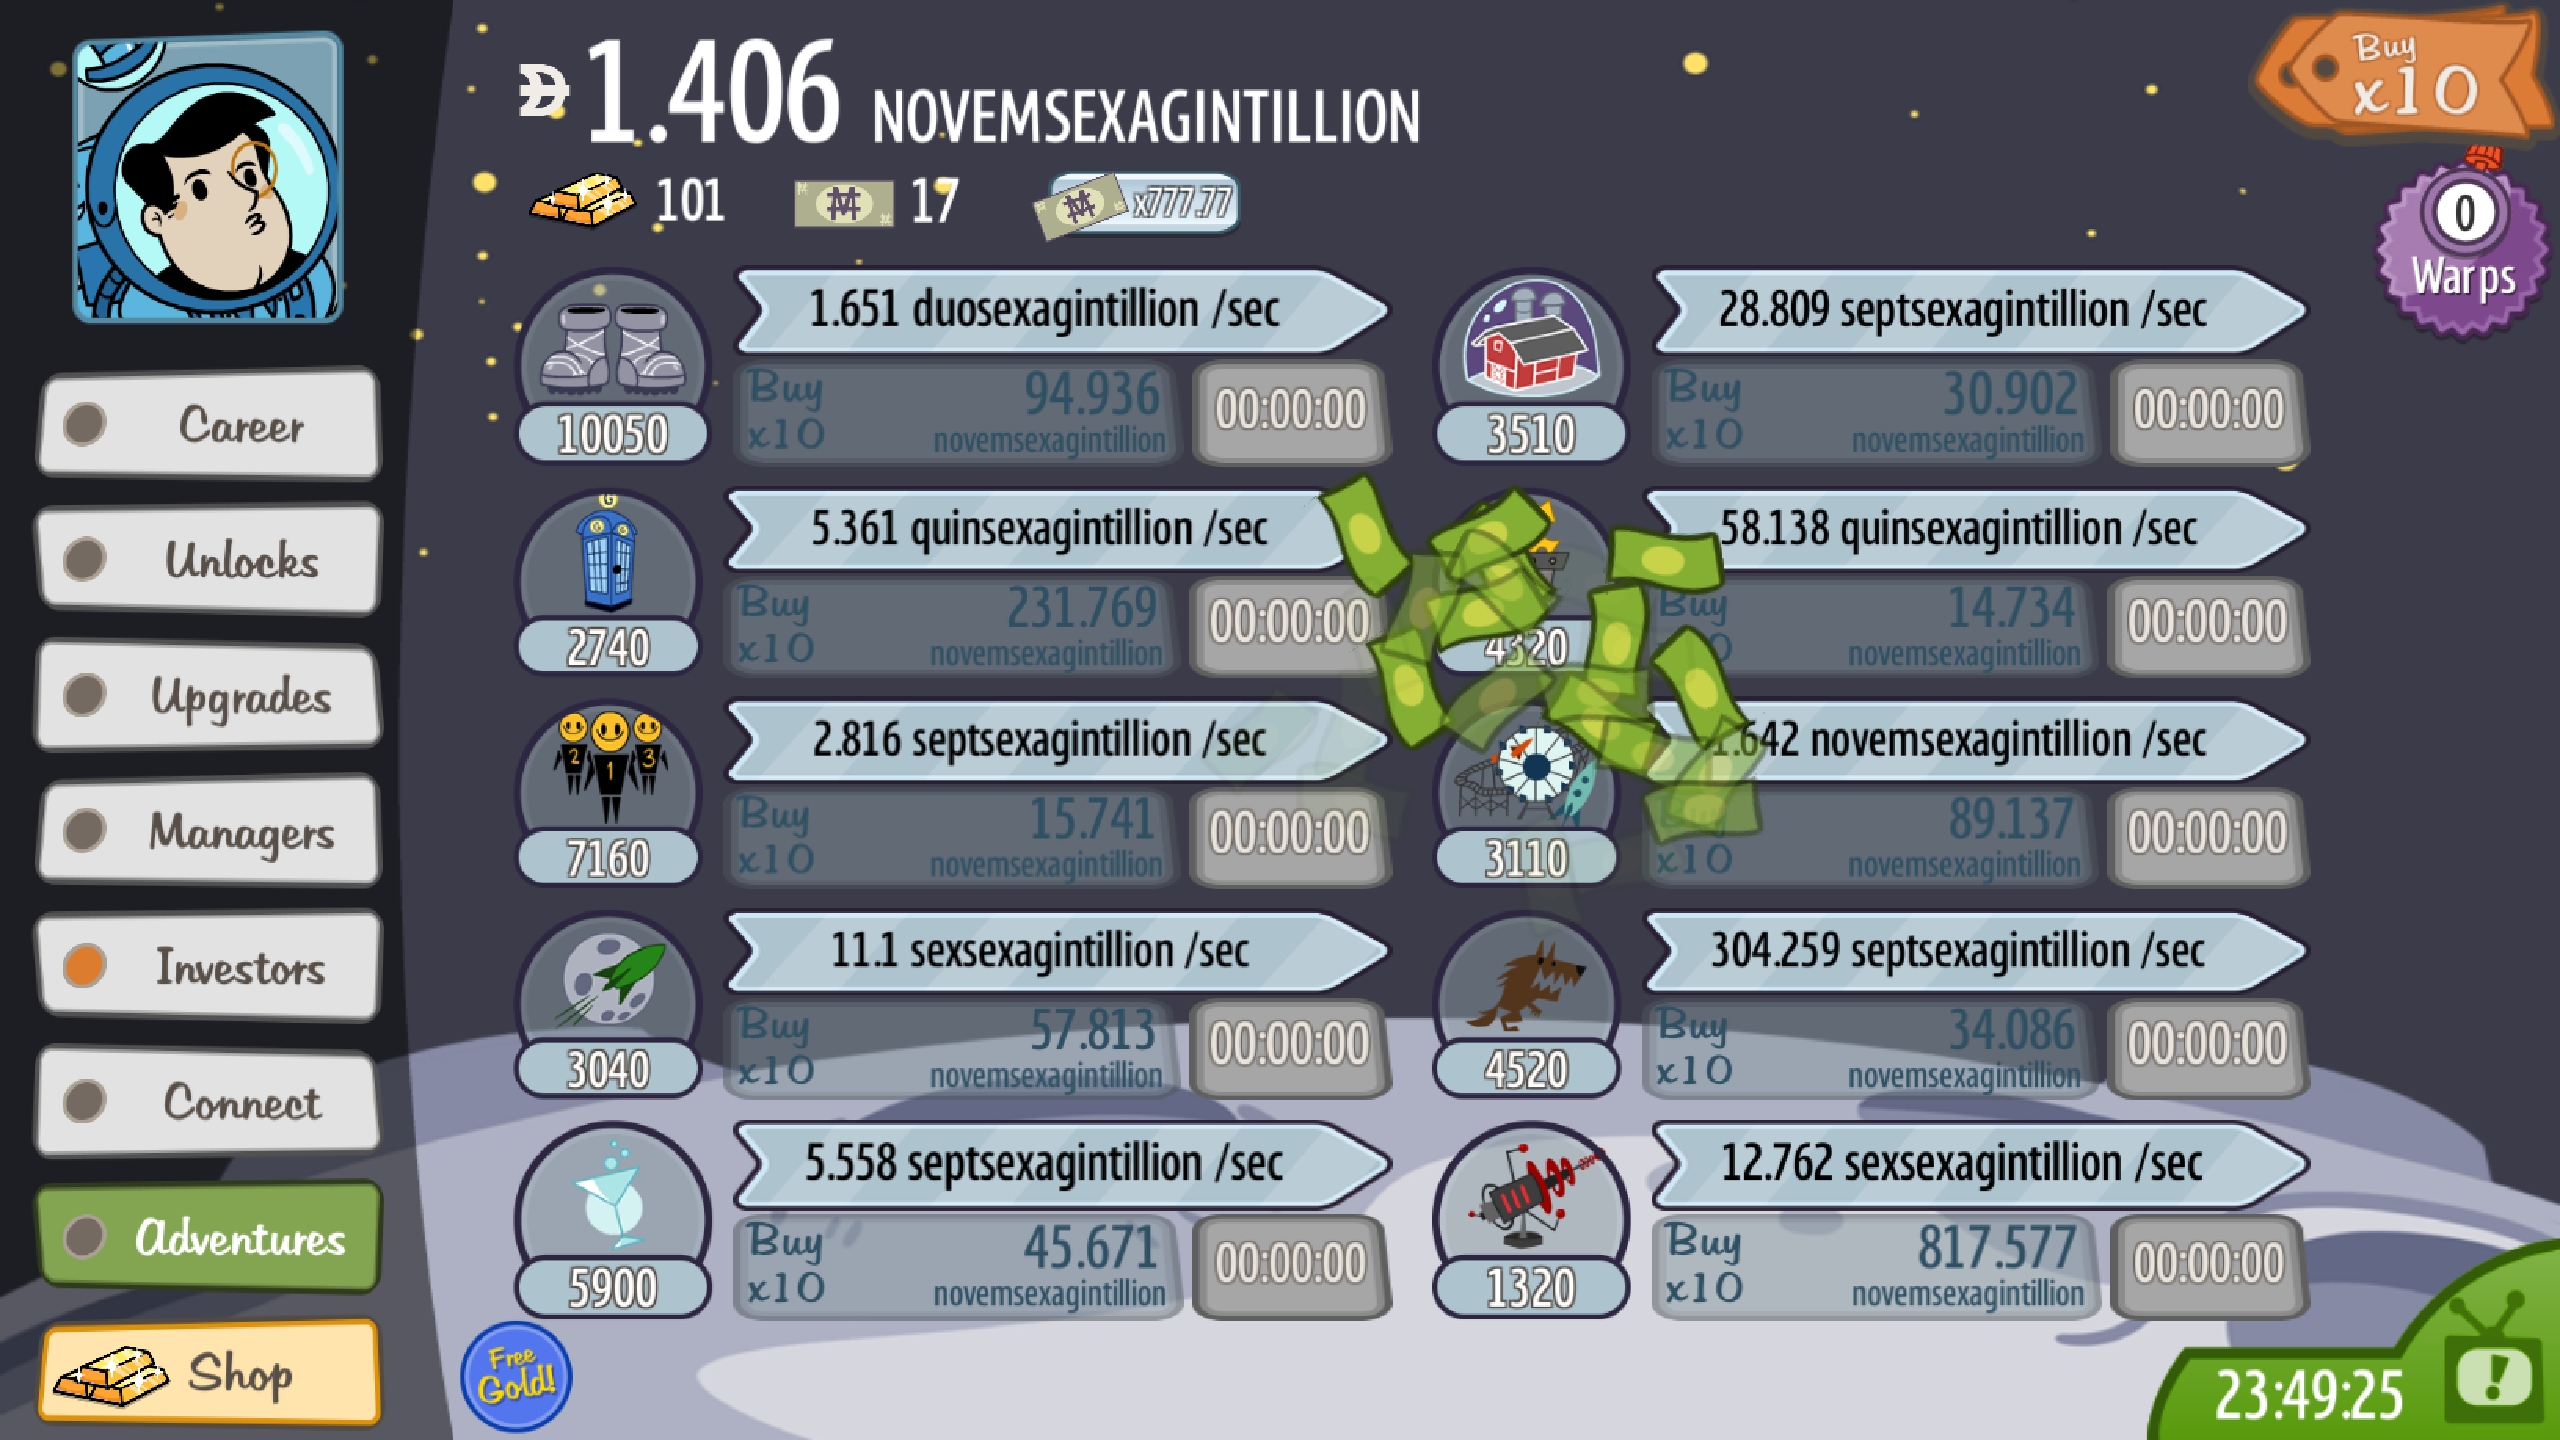 1.406 NOVEMSEXAGINTILLION
Buy
x10
101 17 x777.77
0
Warps
Career
Unlocks
Upgrades
Managers
Investors
Connect
Adventures
Shop
1.651 duosexagintillion /sec
Buy 94.936
x10 novemsexagintillion
00:00:00
10050
28.809 septsexagintillion /sec
Buy 30.902
x10 novemsexagintillion
00:00:00
3510
G
5.361 quinsexagintillion /sec
Buy 231.769
x10 novemsexagintillion
00:00:00
2740
58.138 quinsexagintillion /sec
Buy 14.734
novemsexagintillion
00:00:00
4320
2 1 3
2.816 septsexagintillion /sec
Buy 15.741
x10 novemsexagintillion
00:00:00
7160
novemsexagintillion /sec
89.137
x10 novemsexagintillion
00:00:00
3110
11.1 sexsexagintillion /sec
Buy 57.813
x10 novemsexagintillion
00:00:00
3040
304.259 septsexagintillion /sec
Buy 34.086
x10 novemsexagintillion
00:00:00
4520
5.558 septsexagintillion /sec
Buy 45.671
x10 novemsexagintillion
00:00:00
5900
12.762 sexsexagintillion /sec
Buy 817.577
x10 novemsexagintillion
00:00:00
1320
Free
Gold!
23:49:25
!